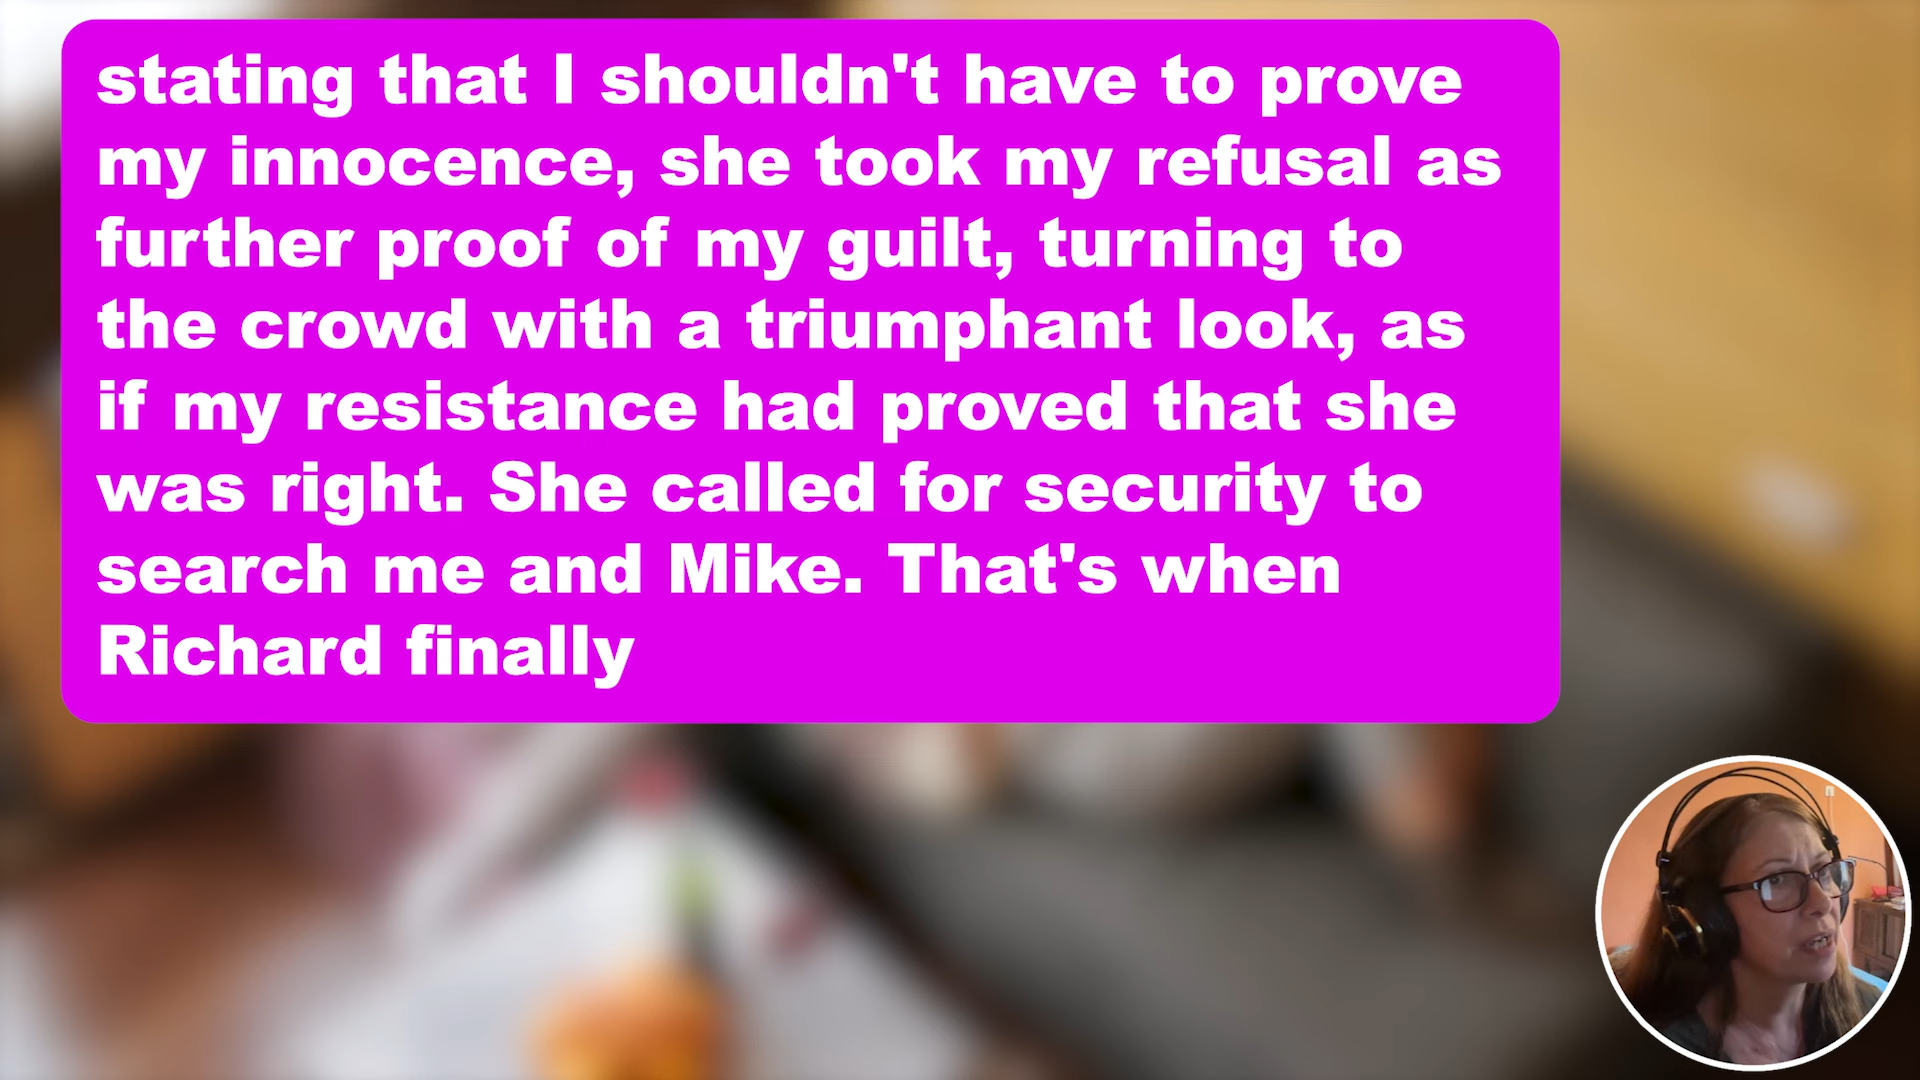 stating that I shouldn't have to prove
my innocence, she took my refusal as
further proof of my guilt, turning to
the crowd with a triumphant look, as
if my resistance had proved that she
was right. She called for security to
search me and Mike. That's when
Richard finally